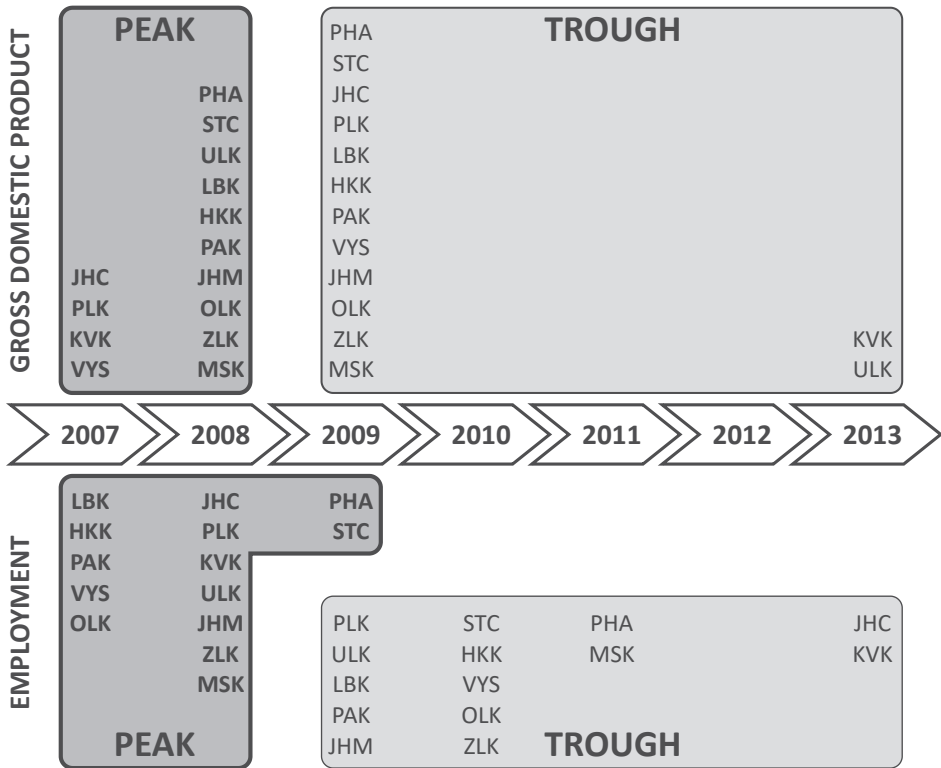 GROSS DOMESTIC PRODUCT
PEAK
TROUGH
PHA
PHA
STC
STC
JHC
ULK
PLK
LBK
LBK
HKK
HKK
PAK
PAK
JHC JHM
VYS
JHM
PLK OLK
OLK
KVK ZLK
ZLK KVK
VYS MSK
MSK ULK
2007 2008 2009 2010 2011 2012 2013
EMPLOYMENT
LBK JHC PHA
HKK PLK STC
PAK KVK
VYS ULK
OLK JHM
ZLK
MSK
PEAK
PLK STC PHA JHC
ULK HKK MSK KVK
LBK VYS
PAK OLK
JHM ZLK TROUGH